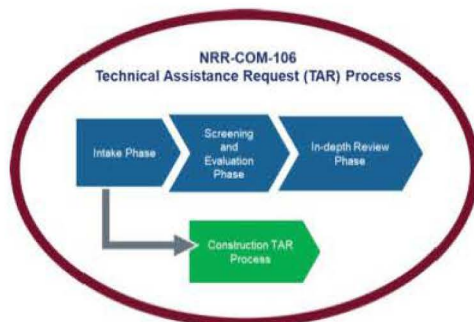 NRR-COM-106
Technical Assistance Request (TAR) Process
Intake Phase
Screening
and
Evaluation
Phase
In-depth Review
Phase
Construction TAR
Process